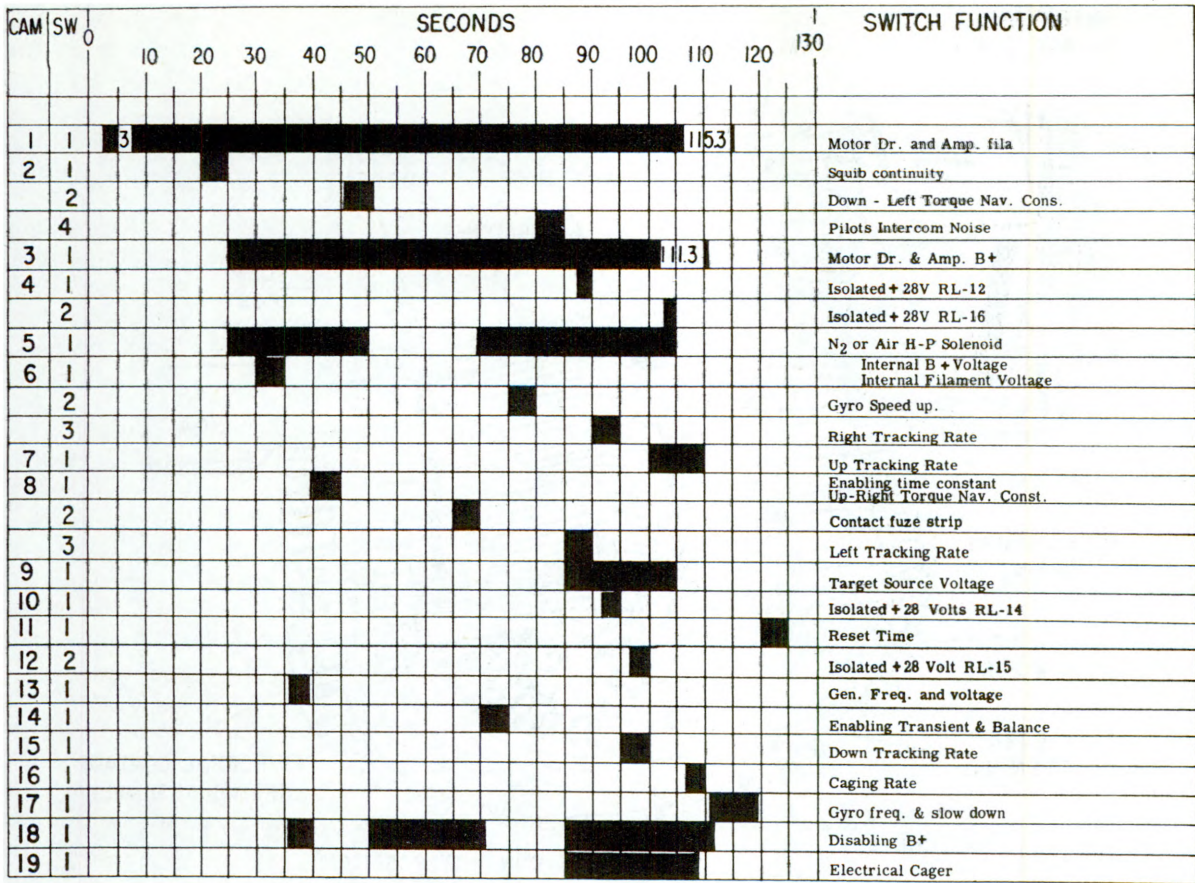 CAM SW SECONDS SWITCH FUNCTION
0 10 20 30 40 50 60 70 80 90 100 110 120 130
1 1 3 115.3 Motor Dr. and Amp. fila
2 1 Squib continuity
2 Down - Left Torque Nav. Cons.
4 Pilots Intercom Noise
3 1 111.3 Motor Dr. & Amp. B+
4 1 Isolated + 28V RL-12
2 Isolated + 28V RL-16
5 1 N2 or Air H-P Solenoid
6 1 Internal B + Voltage
Internal Filament Voltage
2 Gyro Speed up.
3 Right Tracking Rate
7 1 Up Tracking Rate
8 1 Enabling time constant
Up-Right Torque Nav. Const.
2 Contact fuze strip
3 Left Tracking Rate
9 1 Target Source Voltage
10 1 Isolated + 28 Volts RL-14
11 1 Reset Time
12 2 Isolated +28 Volt RL-15
13 1 Gen. Freq. and voltage
14 1 Enabling Transient & Balance
15 1 Down Tracking Rate
16 1 Caging Rate
17 1 Gyro freq. & slow down
18 1 Disabling B+
19 1 Electrical Cager